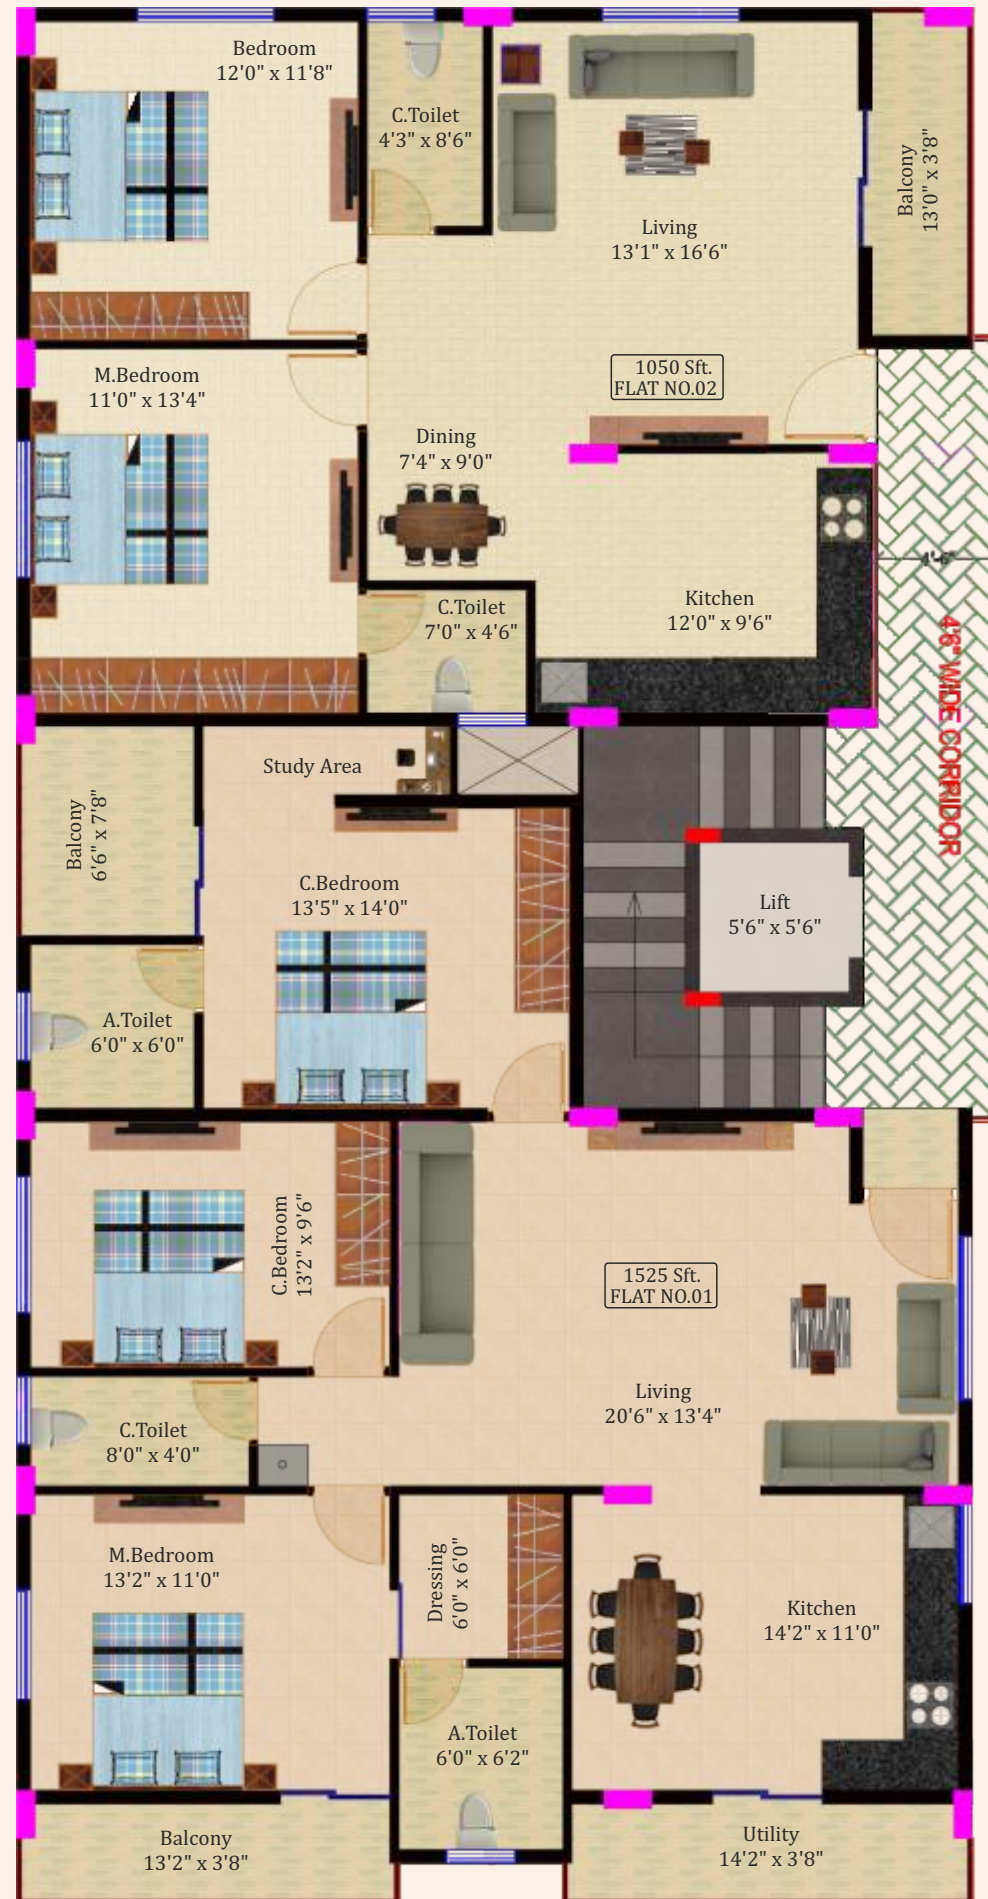 Bedroom
12'0" x 11'8"
C.Toilet
4'3" x 8'6"
Balcony
13'0" x 3'8"
Living
13'1" x 16'6"
1050 Sft.
FLAT NO.02
M.Bedroom
11'0" x 13'4"
Dining
7'4" x 9'0"
C.Toilet
7'0" x 4'6"
Kitchen
12'0" x 9'6"
4'6"
4'6" WIDE CORRIDOR
Study Area
Balcony
6'6" x 7'8"
C.Bedroom
13'5" x 14'0"
Lift
5'6" x 5'6"
A.Toilet
6'0" x 6'0"
C.Bedroom
13'2" x 9'6"
1525 Sft.
FLAT NO.01
Living
20'6" x 13'4"
C.Toilet
8'0" x 4'0"
M.Bedroom
13'2" x 11'0"
Dressing
6'0" x 6'0"
Kitchen
14'2" x 11'0"
A.Toilet
6'0" x 6'2"
Balcony
13'2" x 3'8"
Utility
14'2" x 3'8"